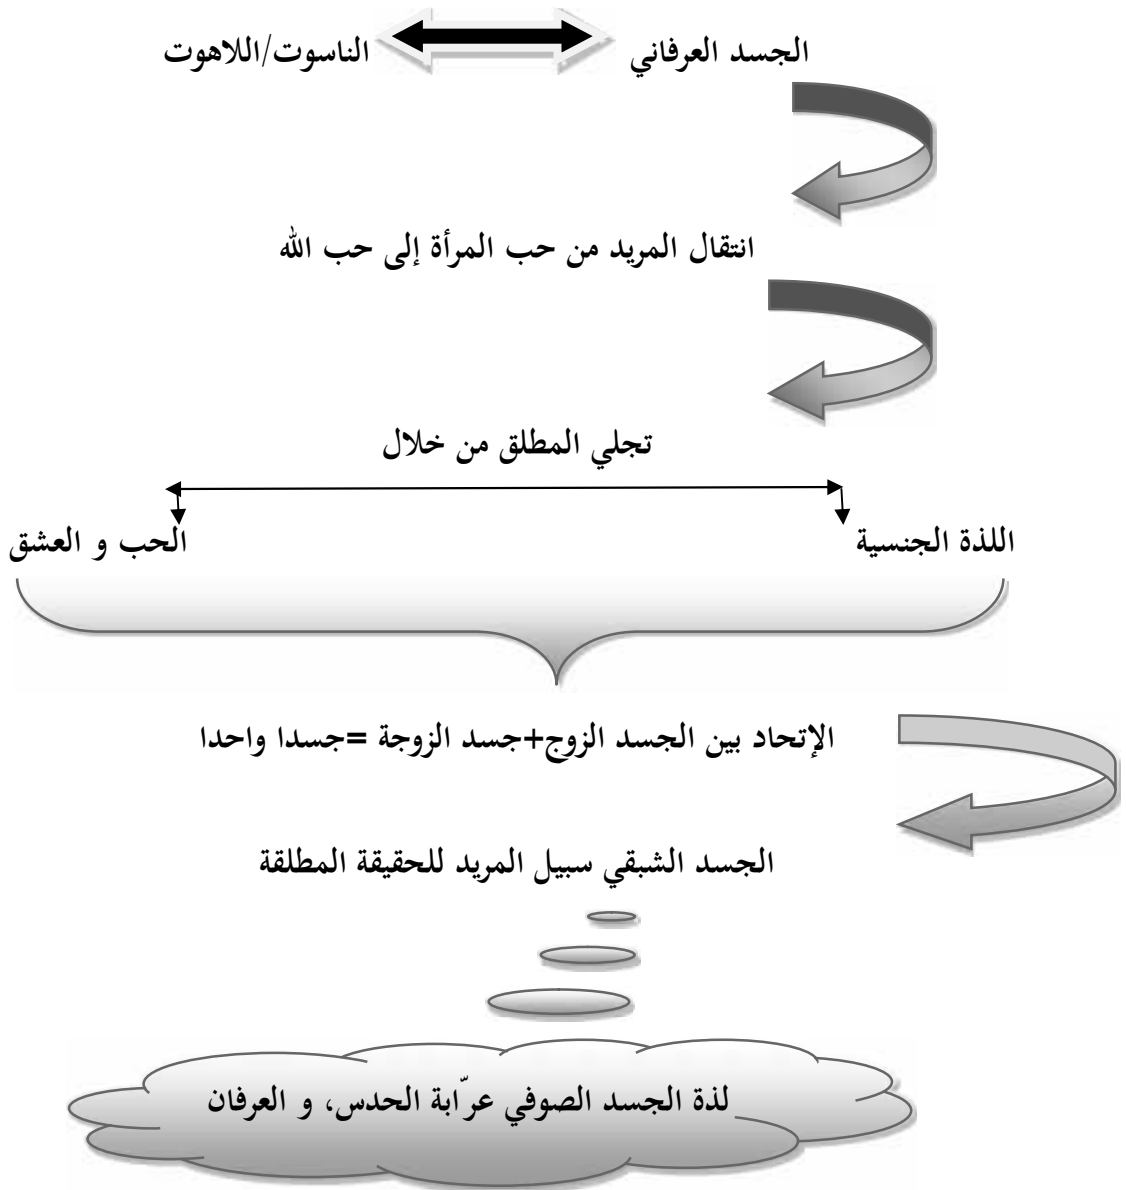 الجسد العرفاني الناسوت/اللاهوت
انتقال المريد من حب المرأة إلى حب الله
تجلي المطلق من خلال
اللذة الجنسية الحب و العشق
الإتحاد بين الجسد الزوج+جسد الزوجة =جسدا واحدا
الجسد الشبقي سبيل المريد للحقيقة المطلقة
لذة الجسد الصوفي عرّابة الحدس، و العرفان